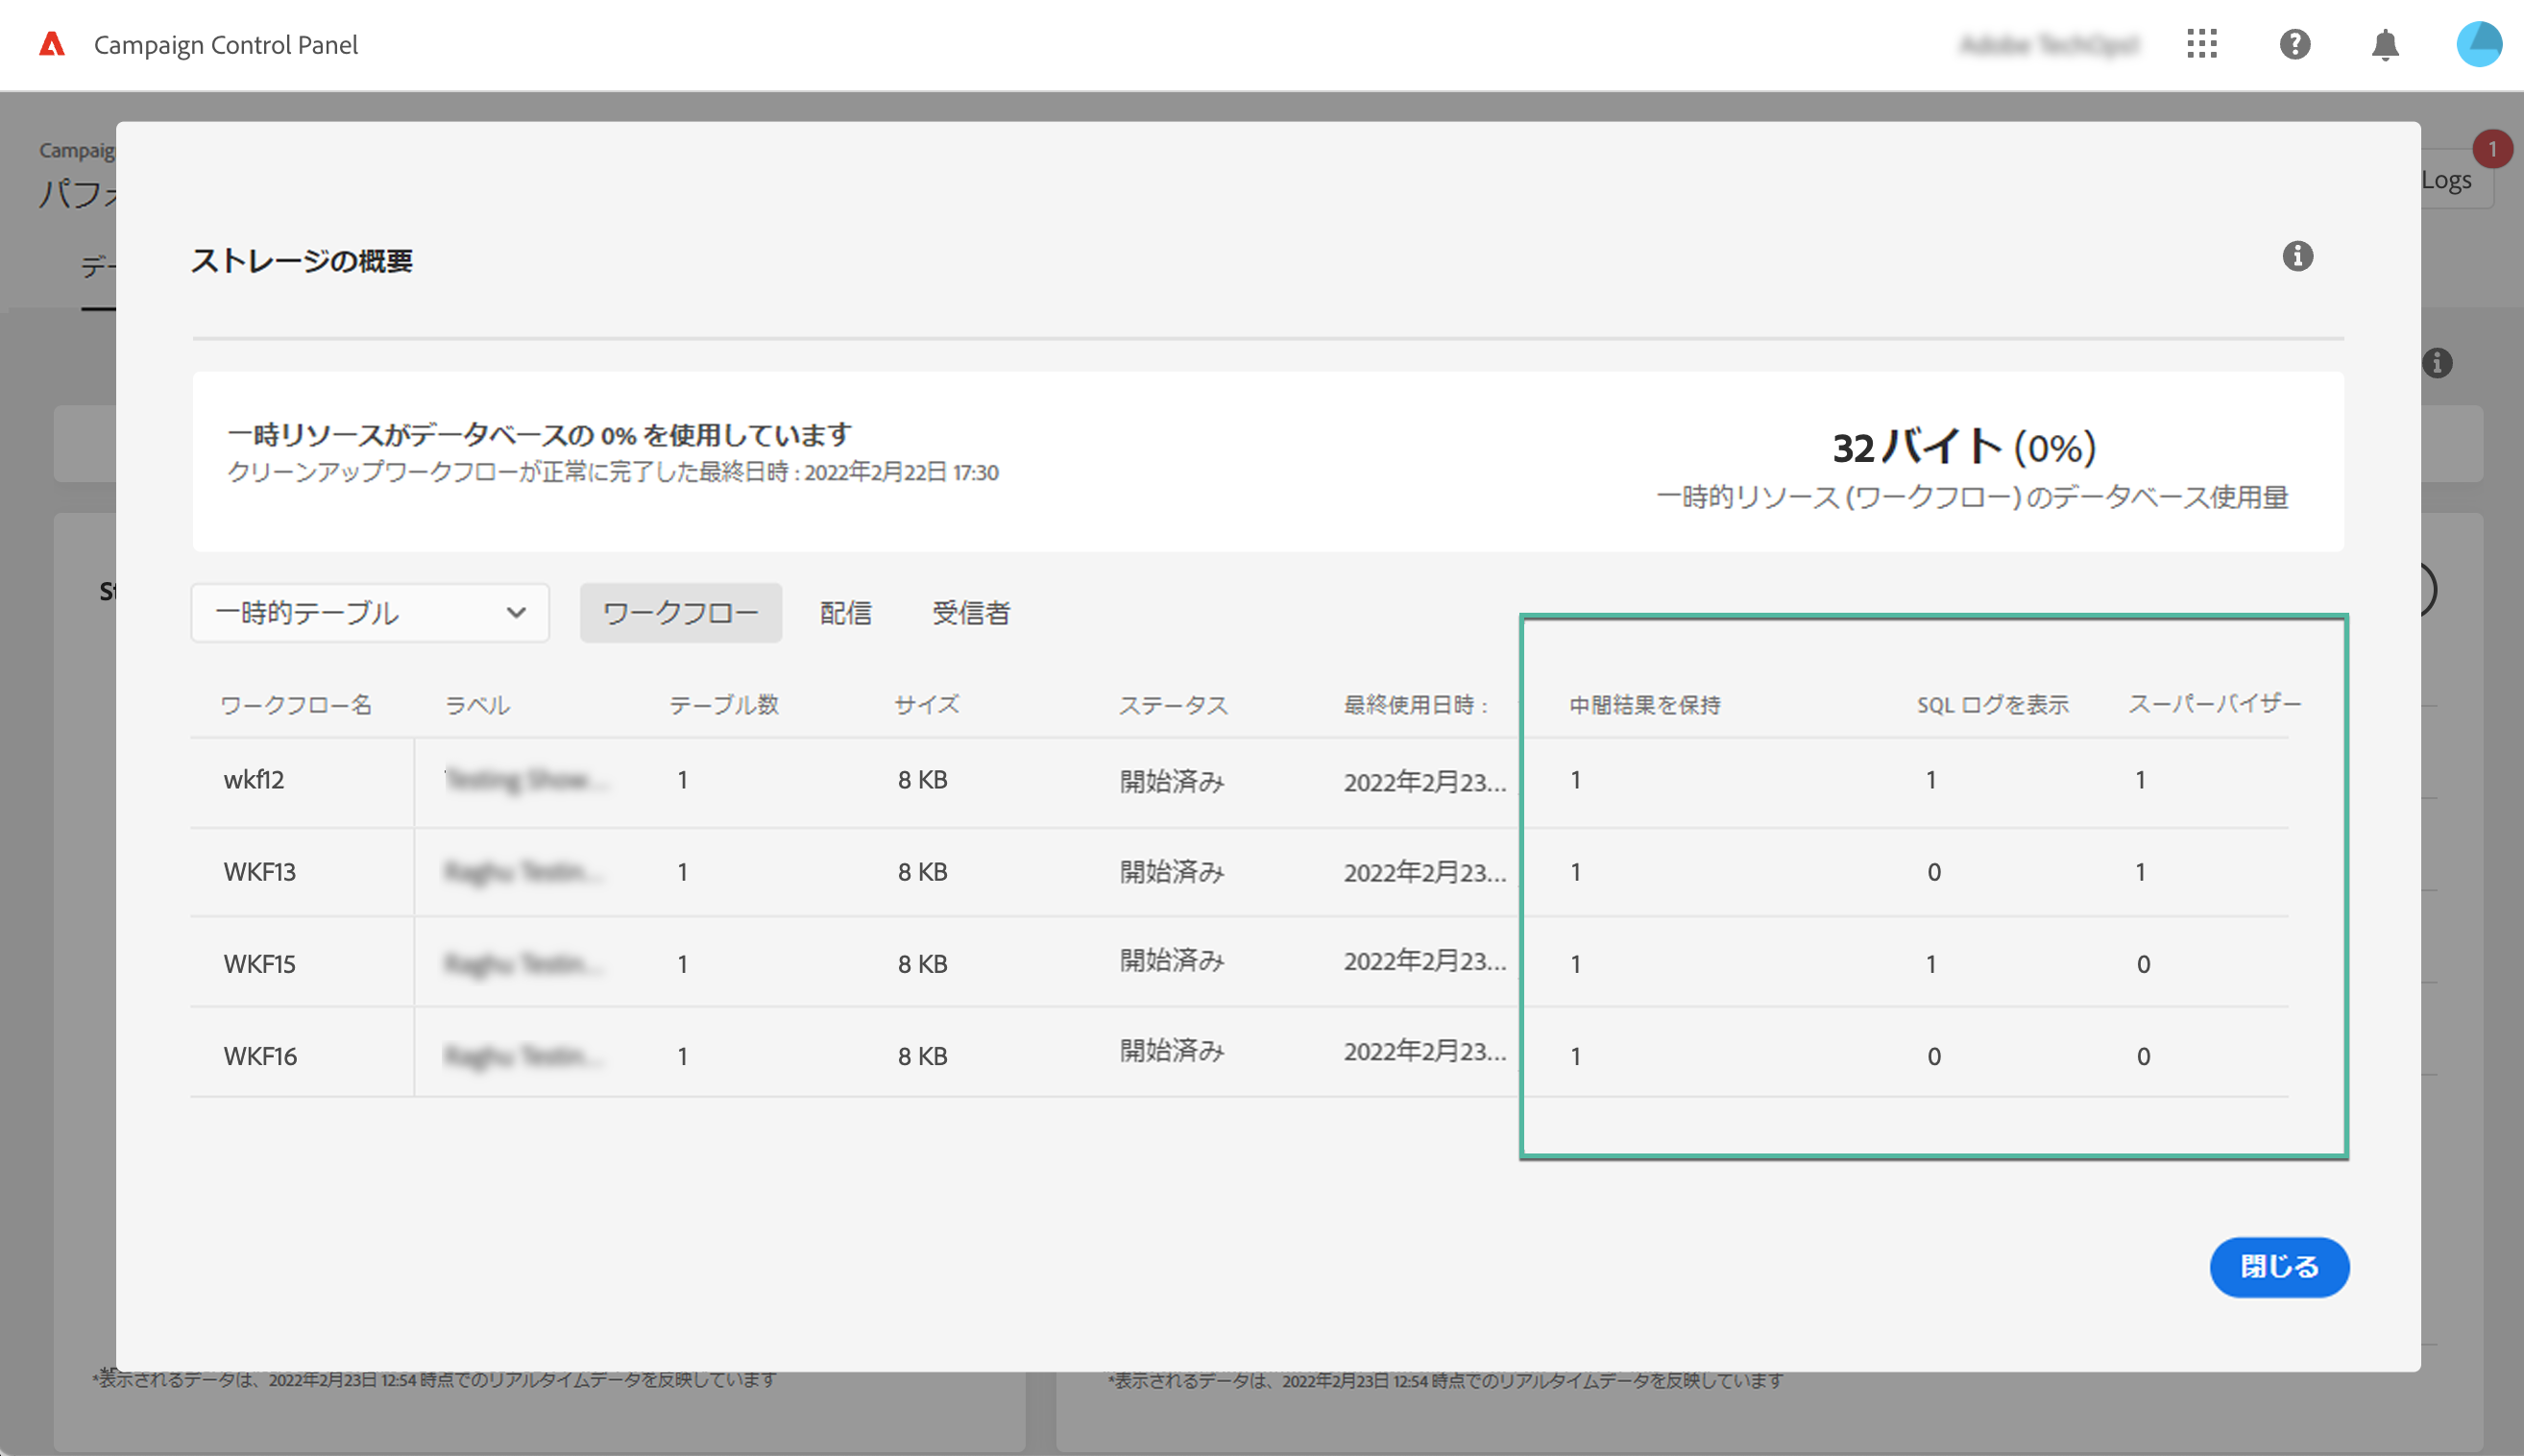 Campaign Control Panel
1
Campaig
パフォ
Logs
デー
ストレージの概要
一時リソースがデータベースの 0% を使用しています
クリーンアップワークフローが正常に完了した最終日時 : 2022年2月22日 17:30
32 バイト (0%)
一時的リソース (ワークフロー) のデータベース使用量
一時的テーブル ワークフロー 配信 受信者
ワークフロー名 ラベル テーブル数 サイズ ステータス 最終使用日時 : 中間結果を保持 SQL ログを表示 スーパーバイザー
wkf12 1 8 KB 開始済み 2022年2月23... 1 1 1
WKF13 1 8 KB 開始済み 2022年2月23... 1 0 1
WKF15 1 8 KB 開始済み 2022年2月23... 1 1 0
WKF16 1 8 KB 開始済み 2022年2月23... 1 0 0
閉じる
*表示されるデータは、2022年2月23日 12:54 時点でのリアルタイムデータを反映しています
*表示されるデータは、2022年2月23日 12:54 時点でのリアルタイムデータを反映しています